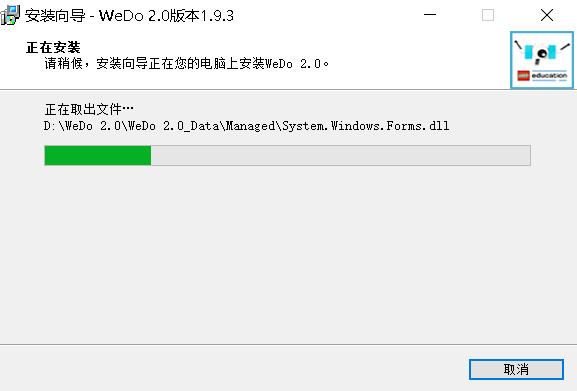 安装向导 - WeDo 2.0版本1.9.3
正在安装
请稍候，安装向导正在您的电脑上安装WeDo 2.0。
education
正在取出文件…
D:\WeDo 2.0\WeDo 2.0_Data\Managed\System.Windows.Forms.dll
取消